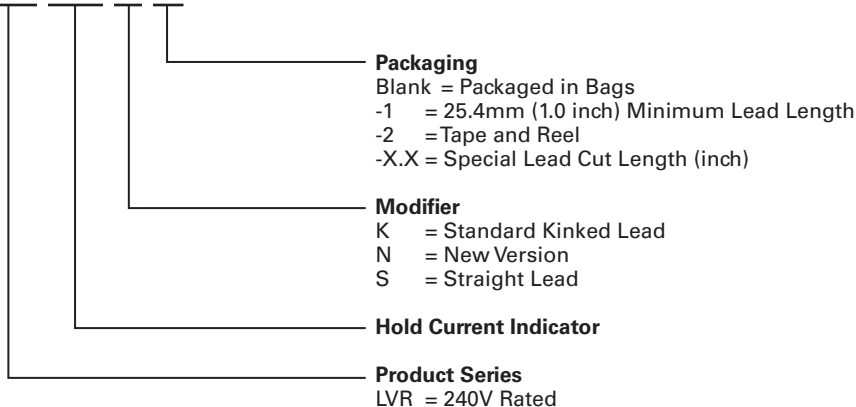 Packaging
Blank = Packaged in Bags
-1 = 25.4mm (1.0 inch) Minimum Lead Length
-2 = Tape and Reel
-X.X = Special Lead Cut Length (inch)
Modifier
K = Standard Kinked Lead
N = New Version
S = Straight Lead
Hold Current Indicator
Product Series
LVR = 240V Rated